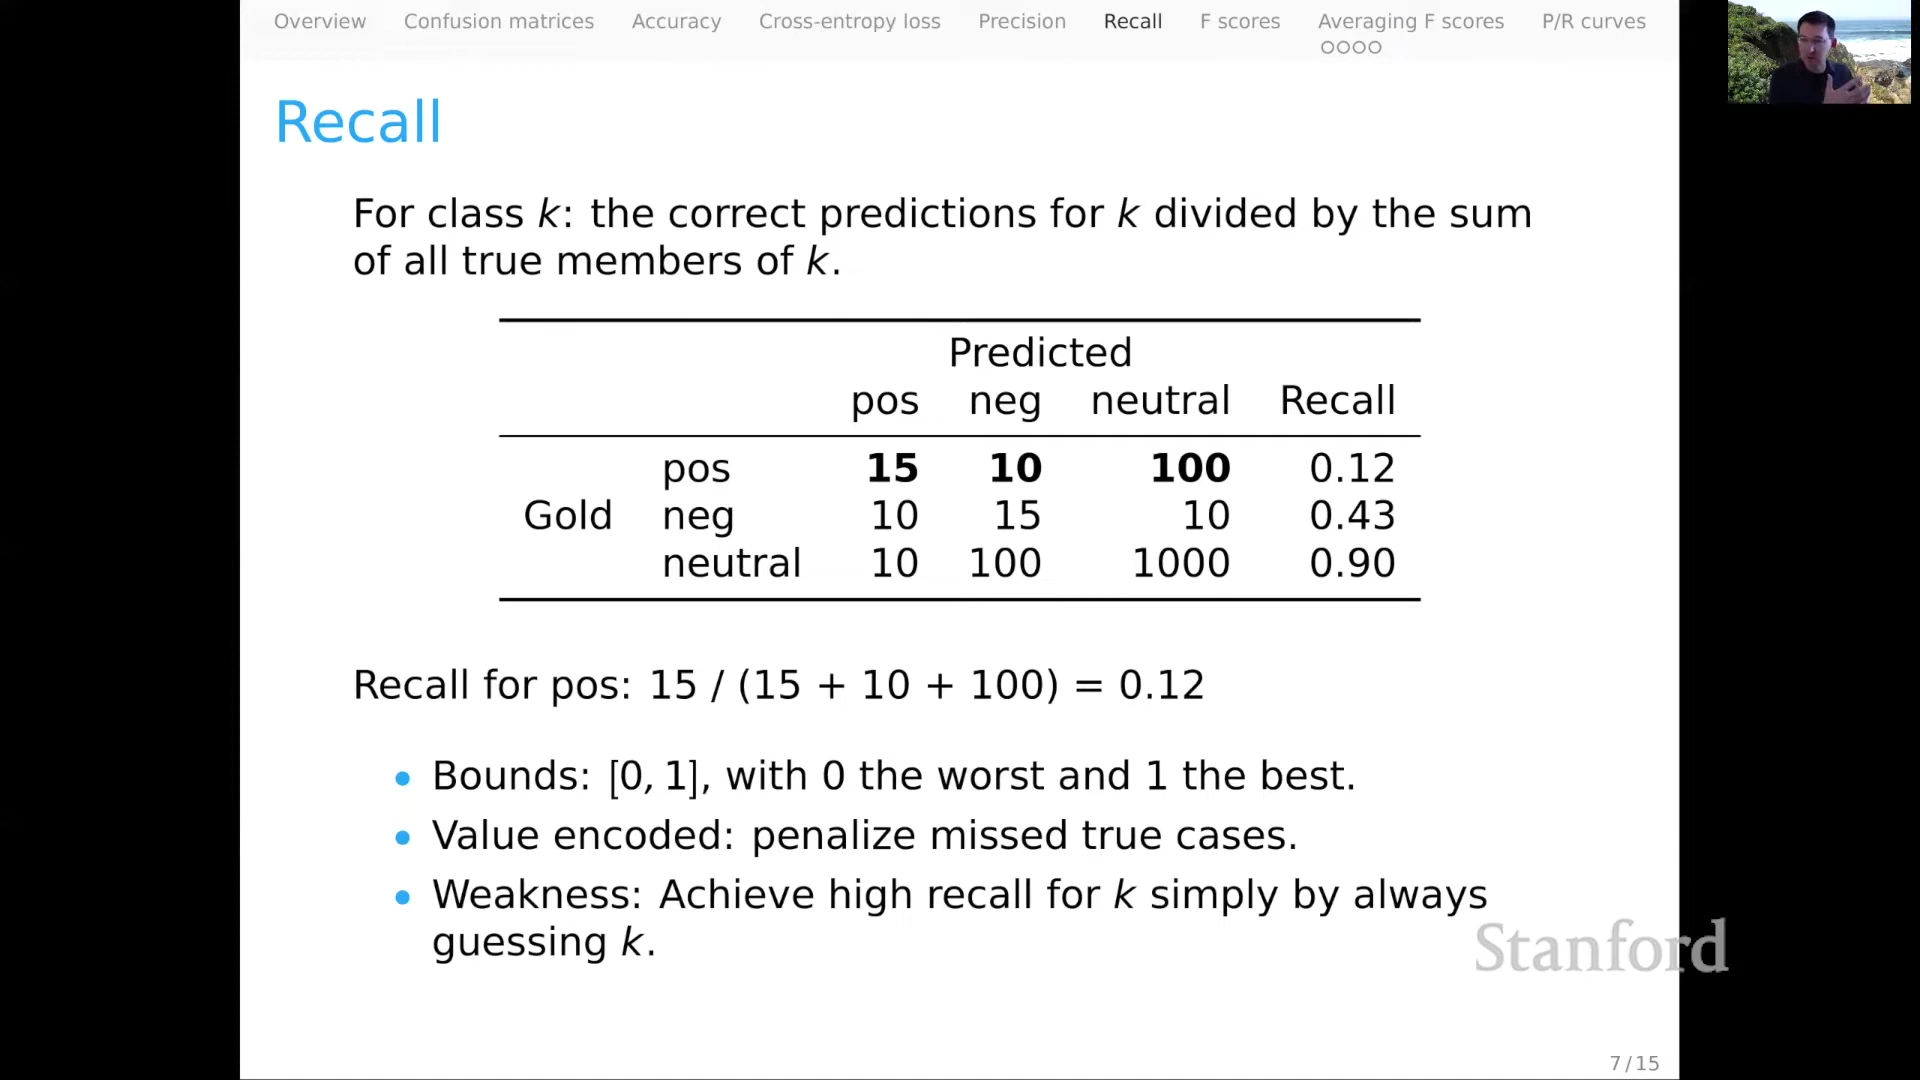 Overview Confusion matrices Accuracy Cross-entropy loss Precision Recall F scores Averaging F scores P/R curves
Recall
For class k: the correct predictions for k divided by the sum
of all true members of k.
Predicted
pos neg neutral Recall
pos 15 10 100 0.12
Gold neg 10 15 10 0.43
neutral 10 100 1000 0.90
Recall for pos: 15 / (15 + 10 + 100) = 0.12
• Bounds: [0, 1], with 0 the worst and 1 the best.
• Value encoded: penalize missed true cases.
• Weakness: Achieve high recall for k simply by always
guessing k.
Stanford
7 / 15